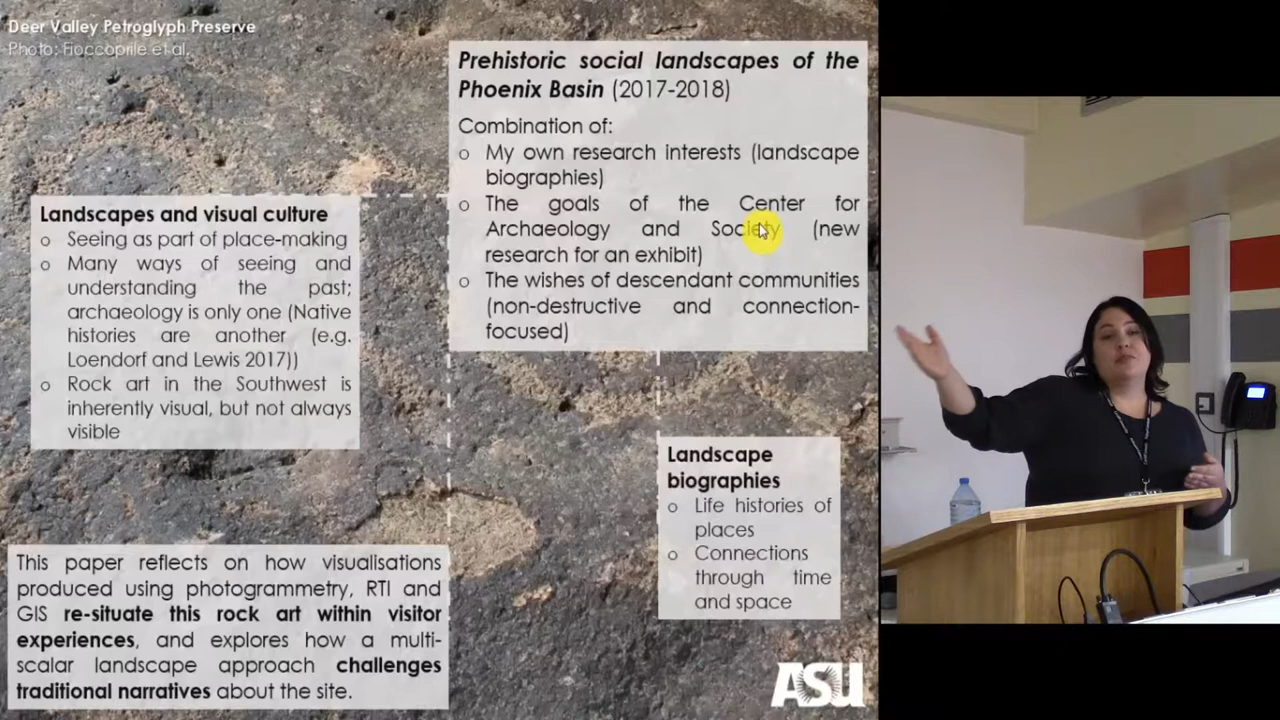 Deer Valley Petroglyph Preserve
Photo: Fioccoprile et al.
Prehistoric social landscapes of the
Phoenix Basin (2017-2018)
Combination of:
o My own research interests (landscape
biographies)
o The goals of the Center for
Archaeology and Society (new
research for an exhibit)
o The wishes of descendant communities
(non-destructive and connection-
focused)
Landscapes and visual culture
o Seeing as part of place-making
o Many ways of seeing and
understanding the past;
archaeology is only one (Native
histories are another (e.g.
Loendorf and Lewis 2017))
o Rock art in the Southwest is
inherently visual, but not always
visible
Landscape
biographies
o Life histories of
places
o Connections
through time
and space
This paper reflects on how visualisations
produced using photogrammetry, RTI and
GIS re-situate this rock art within visitor
experiences, and explores how a multi-
scalar landscape approach challenges
traditional narratives about the site.
ASU